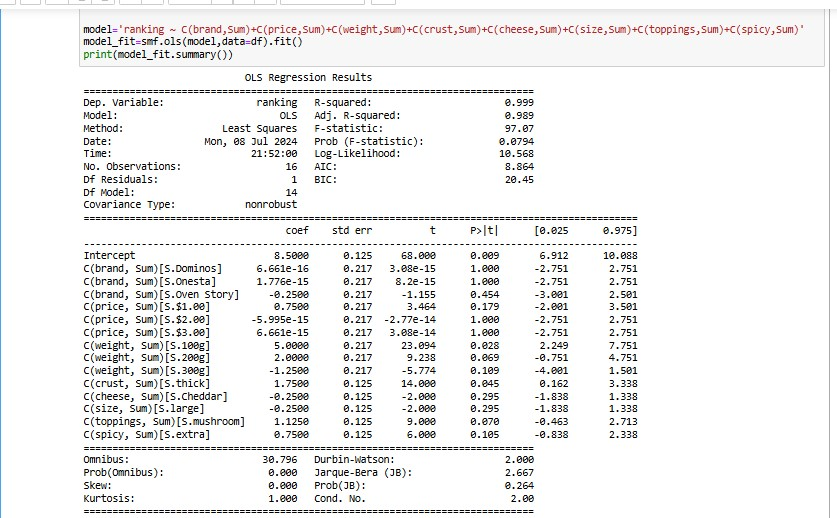 model='ranking ~ C(brand,Sum)+C(price,Sum)+C(weight,Sum)+C(crust,Sum)+C(cheese,Sum)+C(size,Sum)+C(toppings,Sum)+C(spicy,Sum)'
model_fit=smf.ols(model,data=df).fit()
print(model_fit.summary())
OLS Regression Results
==============================================================================
Dep. Variable: ranking R-squared: 0.999
Model: OLS Adj. R-squared: 0.989
Method: Least Squares F-statistic: 97.07
Date: Mon, 08 Jul 2024 Prob (F-statistic): 0.0794
Time: 21:52:00 Log-Likelihood: 10.568
No. Observations: 16 AIC: 8.864
Df Residuals: 1 BIC: 20.45
Df Model: 14
Covariance Type: nonrobust
==============================================================================
coef std err t P>|t| [0.025 0.975]
------------------------------------------------------------------------------
Intercept 8.5000 0.125 68.000 0.009 6.912 10.088
C(brand, Sum)[S.Dominos] 6.661e-16 0.217 3.08e-15 1.000 -2.751 2.751
C(brand, Sum)[S.Onesta] 1.776e-15 0.217 8.2e-15 1.000 -2.751 2.751
C(brand, Sum)[S.Oven Story] -0.2500 0.217 -1.155 0.454 -3.001 2.501
C(price, Sum)[S.$1.00] 0.7500 0.217 3.464 0.179 -2.001 3.501
C(price, Sum)[S.$2.00] -5.995e-15 0.217 -2.77e-14 1.000 -2.751 2.751
C(price, Sum)[S.$3.00] 6.661e-15 0.217 3.08e-14 1.000 -2.751 2.751
C(weight, Sum)[S.100g] 5.0000 0.217 23.094 0.028 2.249 7.751
C(weight, Sum)[S.200g] 2.0000 0.217 9.238 0.069 -0.751 4.751
C(weight, Sum)[S.300g] -1.2500 0.217 -5.774 0.109 -4.001 1.501
C(crust, Sum)[S.thick] 1.7500 0.125 14.000 0.045 0.162 3.338
C(cheese, Sum)[S.Cheddar] -0.2500 0.125 -2.000 0.295 -1.838 1.338
C(size, Sum)[S.large] -0.2500 0.125 -2.000 0.295 -1.838 1.338
C(toppings, Sum)[S.mushroom] 1.1250 0.125 9.000 0.070 -0.463 2.713
C(spicy, Sum)[S.extra] 0.7500 0.125 6.000 0.105 -0.838 2.338
==============================================================================
Omnibus: 30.796 Durbin-Watson: 2.000
Prob(Omnibus): 0.000 Jarque-Bera (JB): 2.667
Skew: 0.000 Prob(JB): 0.264
Kurtosis: 1.000 Cond. No. 2.00
==============================================================================